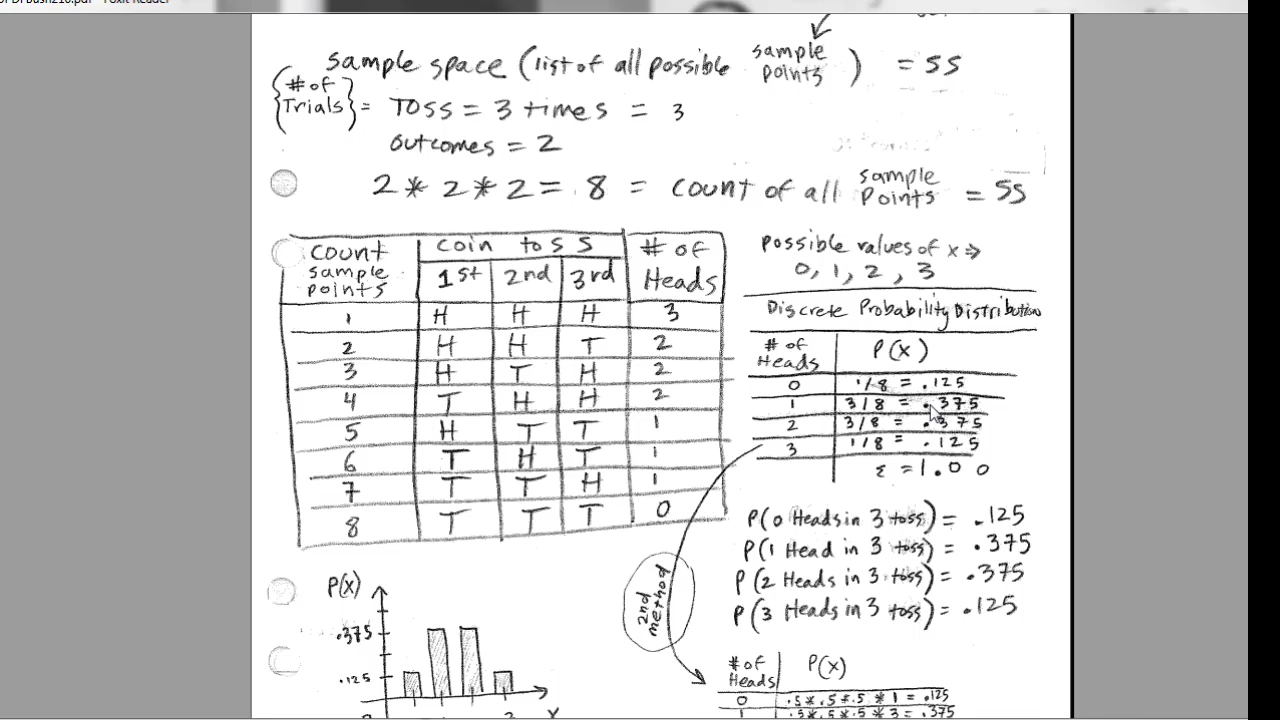 Sample space (list of all possible sample points) = SS
{# of Trials} = Toss = 3 times = 3
outcomes = 2
2 * 2 * 2 = 8 = count of all sample points = SS
count sample points | coin toss | # of Heads
1st 2nd 3rd
1 H H H 3
2 H H T 2
3 H T H 2
4 T H H 2
5 H T T 1
6 T H T 1
7 T T H 1
8 T T T 0
possible values of x ⇒
0, 1, 2, 3
Discrete Probability Distribution
# of Heads | P(x)
0 1/8 = .125
1 3/8 = .375
2 3/8 = .375
3 1/8 = .125
Σ = 1.00
P(0 Heads in 3 toss) = .125
P(1 Head in 3 toss) = .375
P(2 Heads in 3 toss) = .375
P(3 Heads in 3 toss) = .125
2nd method
P(x)
.375
.125
x
# of Heads | P(x)
0 .5*.5*.5 * 1 = .125
1 .5*.5*.5 * 3 = .375